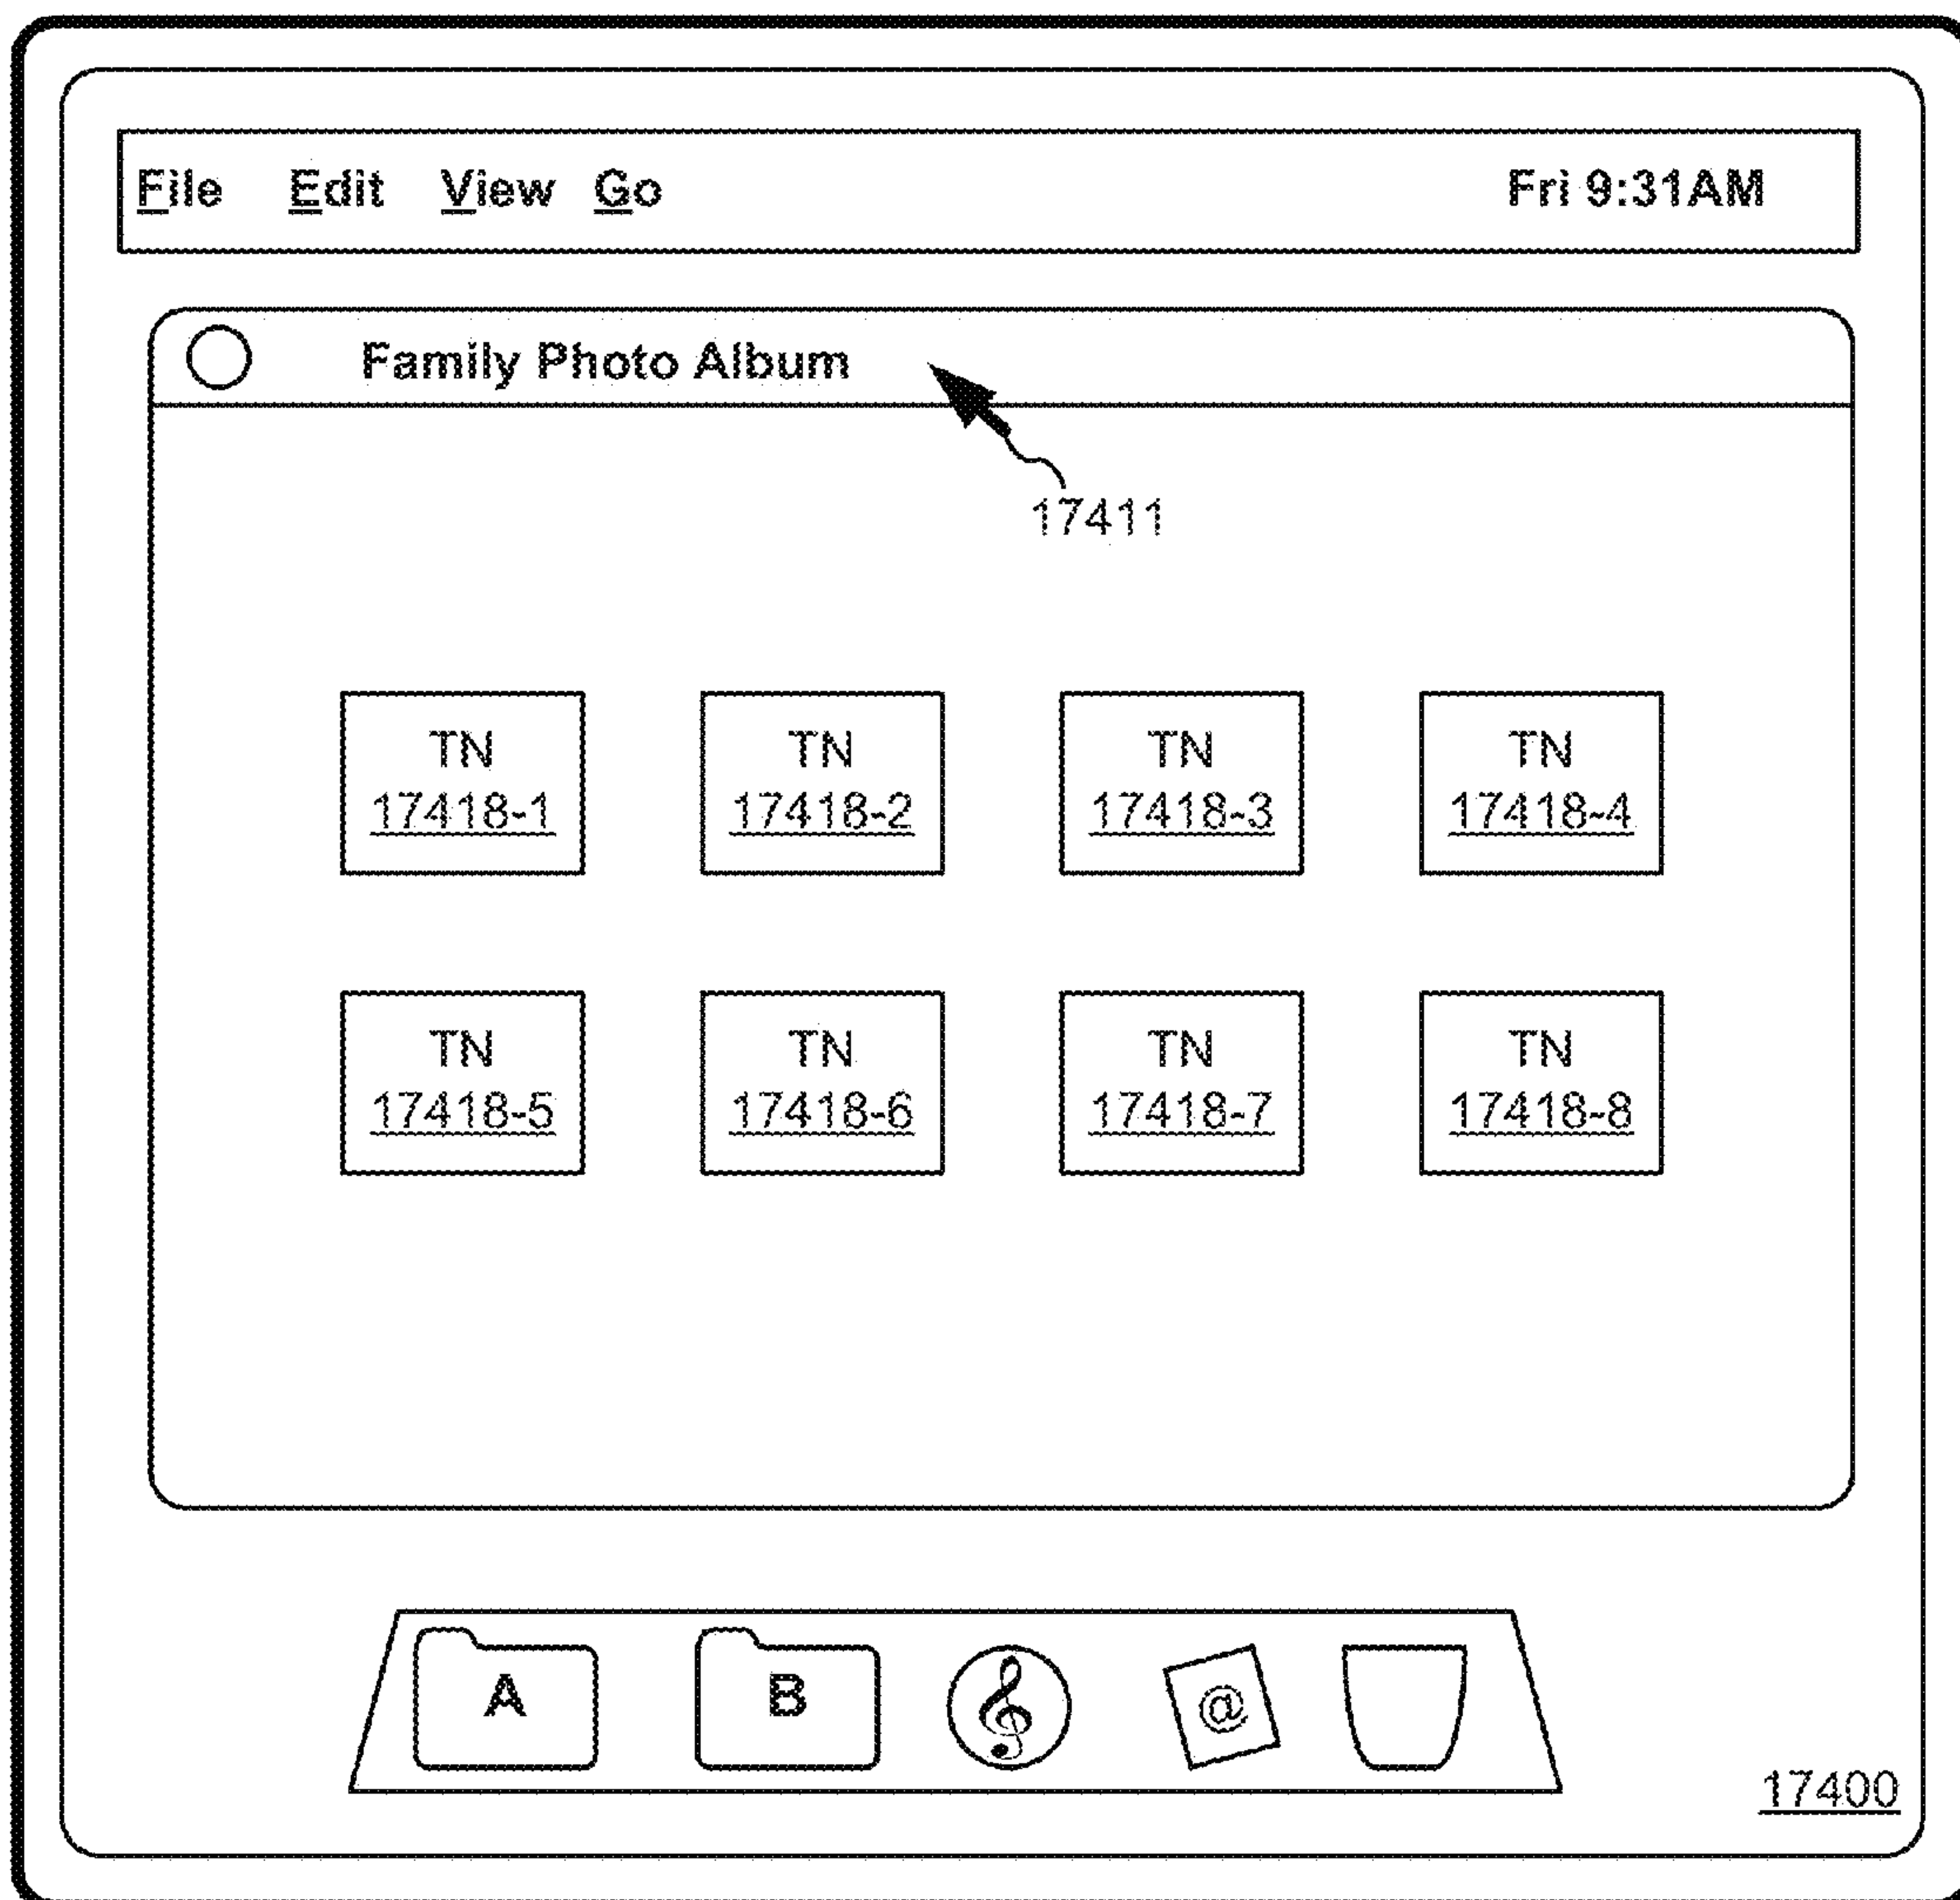 File Edit View Go Fri 9:31AM
Family Photo Album
17411
TN TN TN TN
17418-1 17418-2 17418-3 17418-4
TN TN TN TN
17418-5 17418-6 17418-7 17418-8
A B @
17400